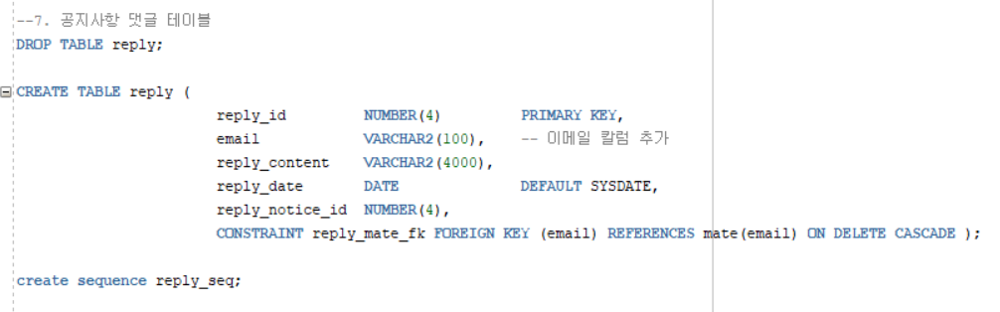 --7. 공지사항 댓글 테이블
DROP TABLE reply;
CREATE TABLE reply (
reply_id NUMBER(4) PRIMARY KEY,
email VARCHAR2(100), -- 이메일 칼럼 추가
reply_content VARCHAR2(4000),
reply_date DATE DEFAULT SYSDATE,
reply_notice_id NUMBER(4),
CONSTRAINT reply_mate_fk FOREIGN KEY (email) REFERENCES mate(email) ON DELETE CASCADE );
create sequence reply_seq;